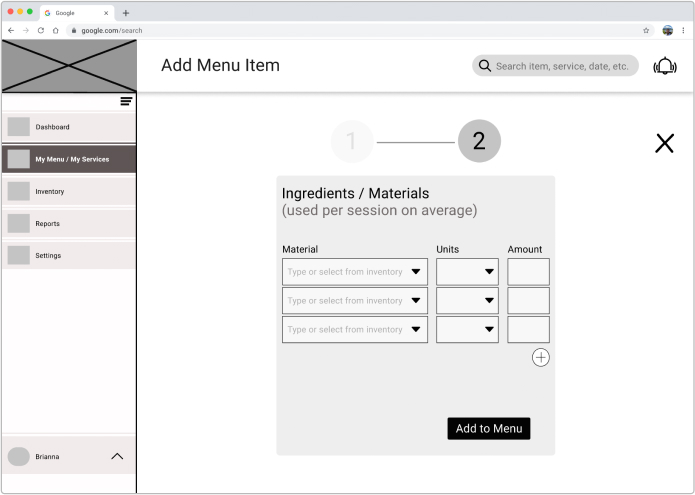 Google
google.com/search
Add Menu Item
Search item, service, date, etc.
Dashboard
My Menu / My Services
Inventory
Reports
Settings
Brianna
1
2
Ingredients / Materials
(used per session on average)
Material Units Amount
Type or select from inventory
Type or select from inventory
Type or select from inventory
Add to Menu